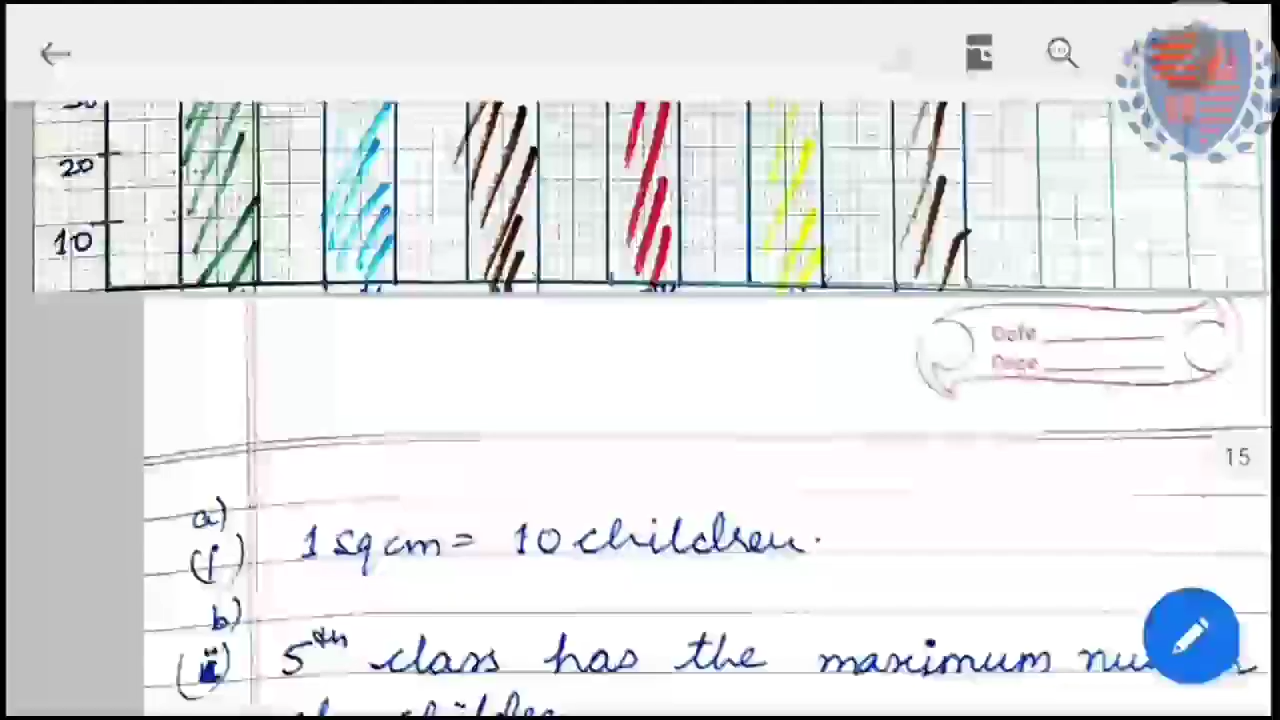 20
10
Date
Page
15
a)
(i) 1 sq cm = 10 children.
b)
(ii) 5th class has the maximum